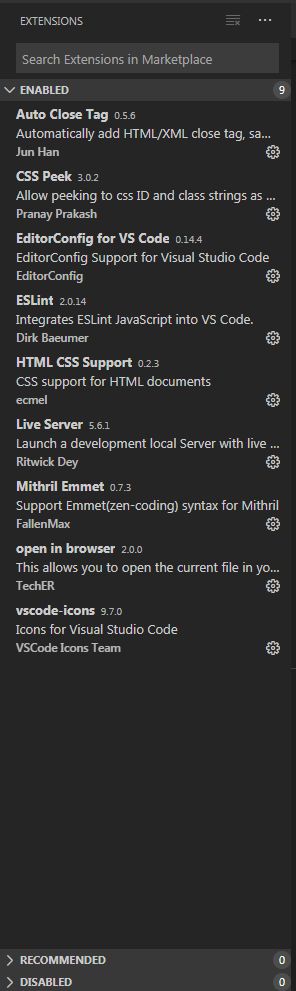 EXTENSIONS
Search Extensions in Marketplace
ENABLED 9
Auto Close Tag 0.5.6
Automatically add HTML/XML close tag, sa...
Jun Han
CSS Peek 3.0.2
Allow peeking to css ID and class strings as ...
Pranay Prakash
EditorConfig for VS Code 0.14.4
EditorConfig Support for Visual Studio Code
EditorConfig
ESLint 2.0.14
Integrates ESLint JavaScript into VS Code.
Dirk Baeumer
HTML CSS Support 0.2.3
CSS support for HTML documents
ecmel
Live Server 5.6.1
Launch a development local Server with live ...
Ritwick Dey
Mithril Emmet 0.7.3
Support Emmet(zen-coding) syntax for Mithril
FallenMax
open in browser 2.0.0
This allows you to open the current file in yo...
TechER
vscode-icons 9.7.0
Icons for Visual Studio Code
VSCode Icons Team
RECOMMENDED 0
DISABLED 0